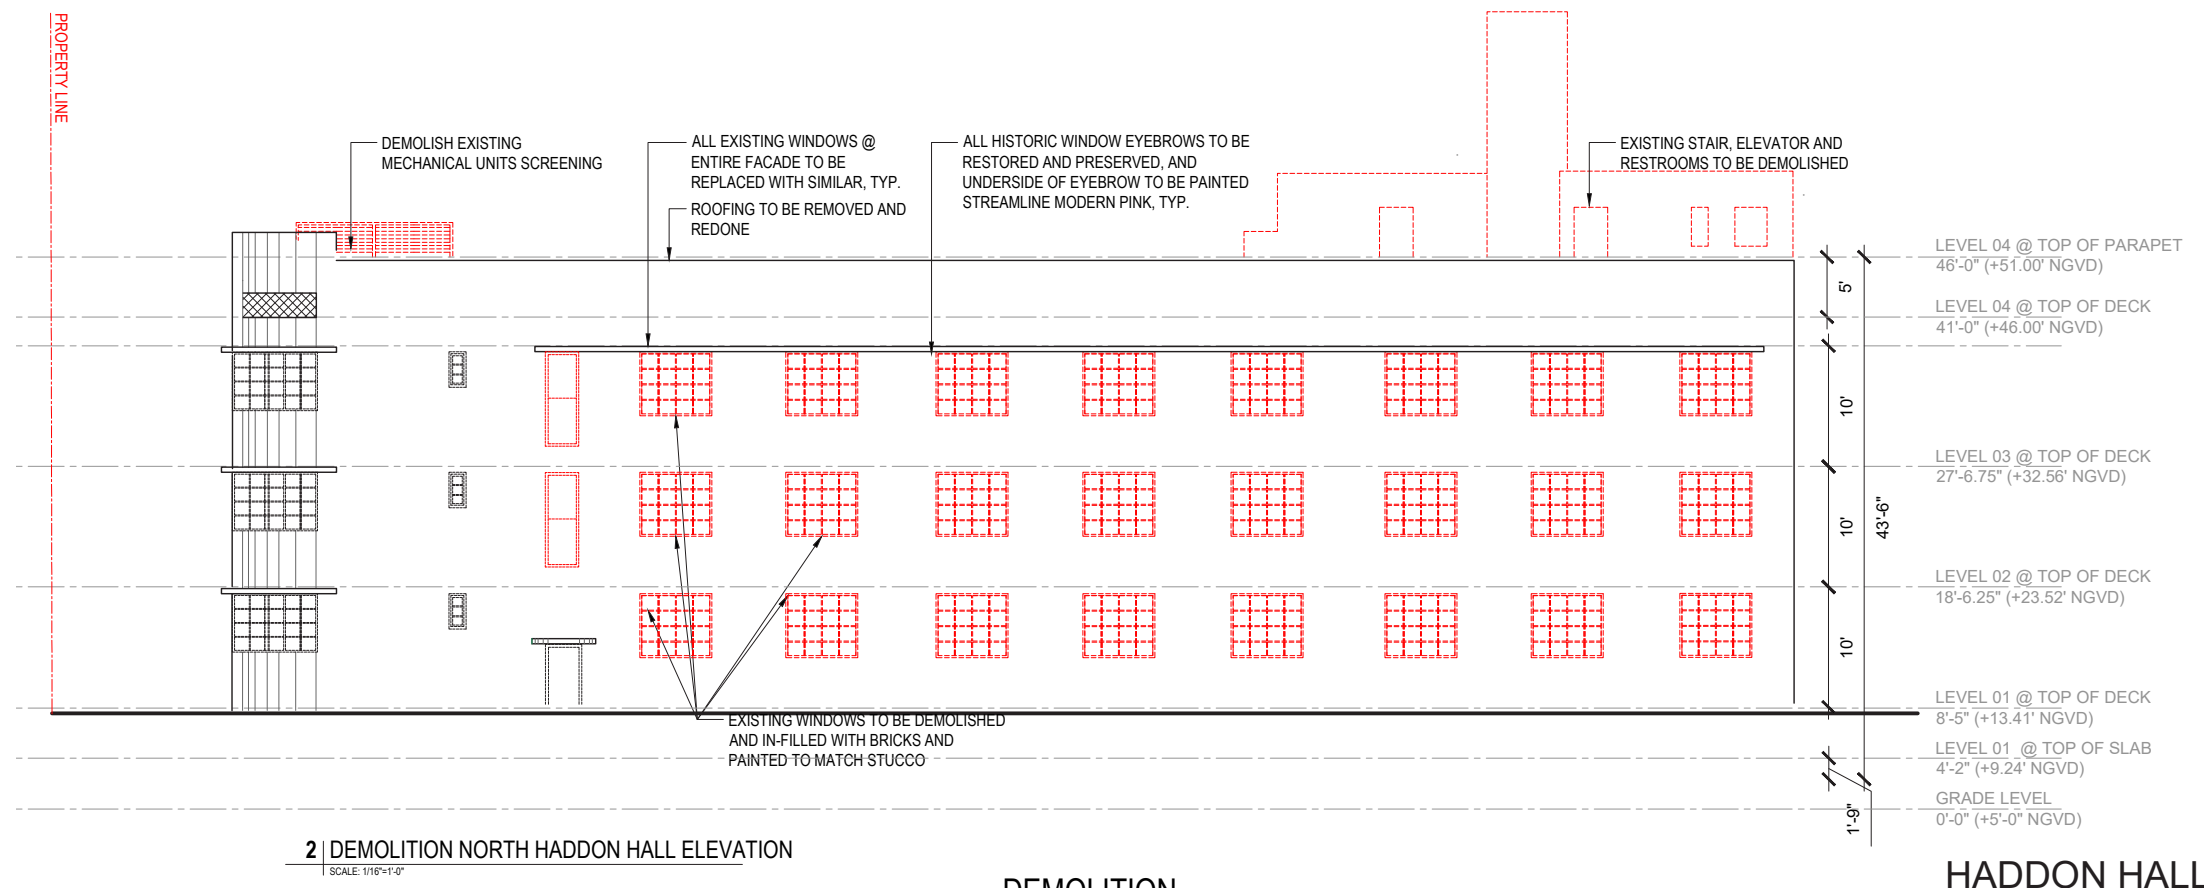 PROPERTY LINE
DEMOLISH EXISTING
MECHANICAL UNITS SCREENING
ALL EXISTING WINDOWS @
ENTIRE FACADE TO BE
REPLACED WITH SIMILAR, TYP.
ROOFING TO BE REMOVED AND
REDONE
ALL HISTORIC WINDOW EYEBROWS TO BE
RESTORED AND PRESERVED, AND
UNDERSIDE OF EYEBROW TO BE PAINTED
STREAMLINE MODERN PINK, TYP.
EXISTING STAIR, ELEVATOR AND
RESTROOMS TO BE DEMOLISHED
LEVEL 04 @ TOP OF PARAPET
46'-0" (+51.00' NGVD)
5'
LEVEL 04 @ TOP OF DECK
41'-0" (+46.00' NGVD)
10'
LEVEL 03 @ TOP OF DECK
27'-6.75" (+32.56' NGVD)
10'
43'-6"
LEVEL 02 @ TOP OF DECK
18'-6.25" (+23.52' NGVD)
10'
LEVEL 01 @ TOP OF DECK
8'-5" (+13.41' NGVD)
EXISTING WINDOWS TO BE DEMOLISHED
AND IN-FILLED WITH BRICKS AND
PAINTED TO MATCH STUCCO
LEVEL 01 @ TOP OF SLAB
4'-2" (+9.24' NGVD)
GRADE LEVEL
0'-0" (+5'-0" NGVD)
1'-9"
2 DEMOLITION NORTH HADDON HALL ELEVATION
SCALE: 1/16"=1'-0"
DEMOLITION
HADDON HALL